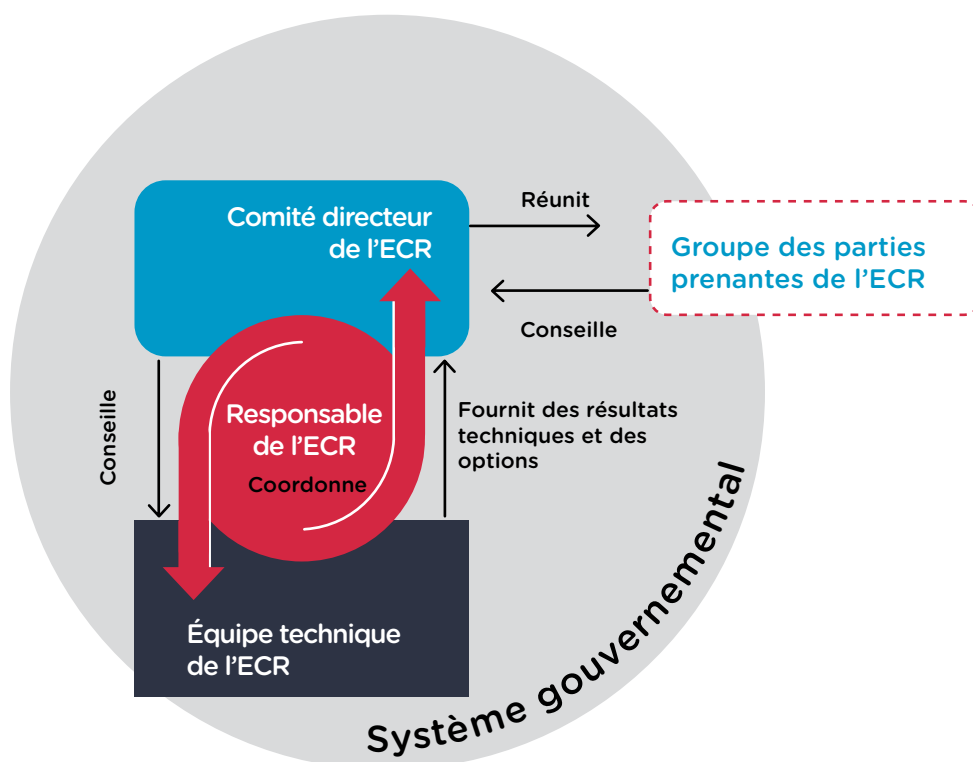 Comité directeur
de l'ECR
Réunit
Groupe des parties
prenantes de l'ECR
Conseille
Conseille
Responsable
de l'ECR
Coordonne
Fournit des résultats
techniques et des
options
Équipe technique
de l'ECR
Système gouvernemental